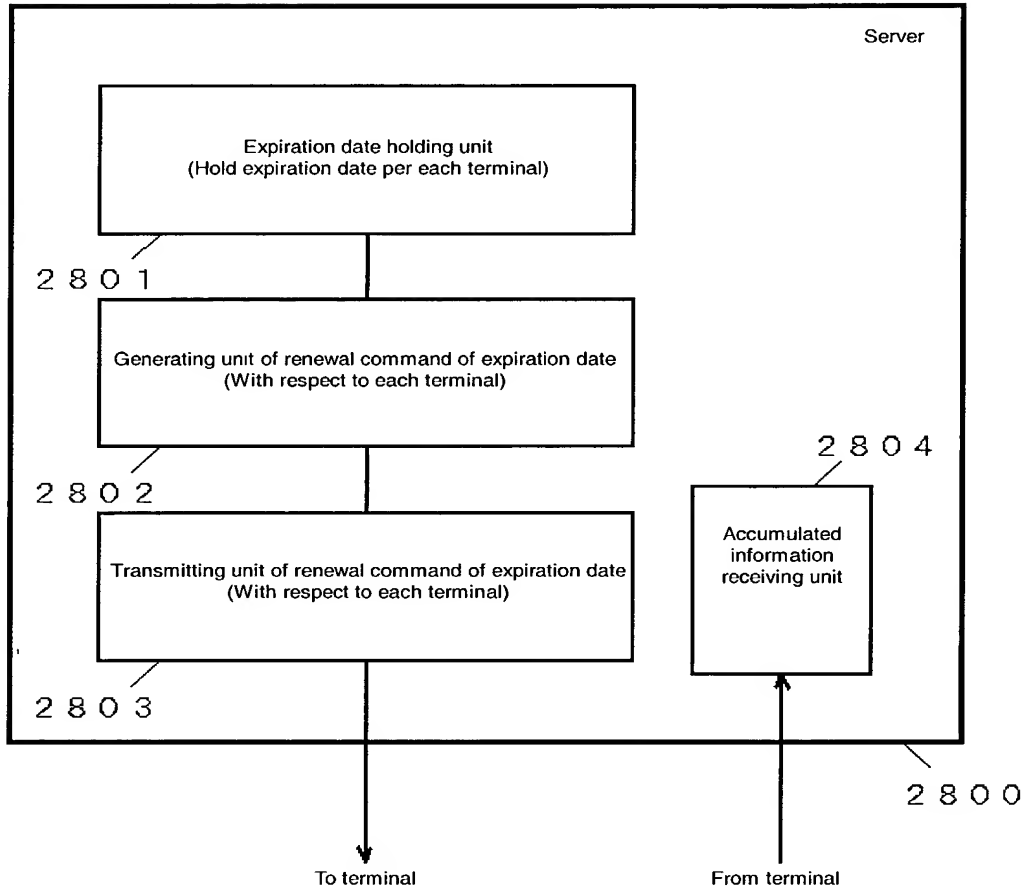 Server
Expiration date holding unit
(Hold expiration date per each terminal)
2801
Generating unit of renewal command of expiration date
(With respect to each terminal)
2802
2804
Transmitting unit of renewal command of expiration date
(With respect to each terminal)
Accumulated
information
receiving unit
2803
2800
To terminal
From terminal